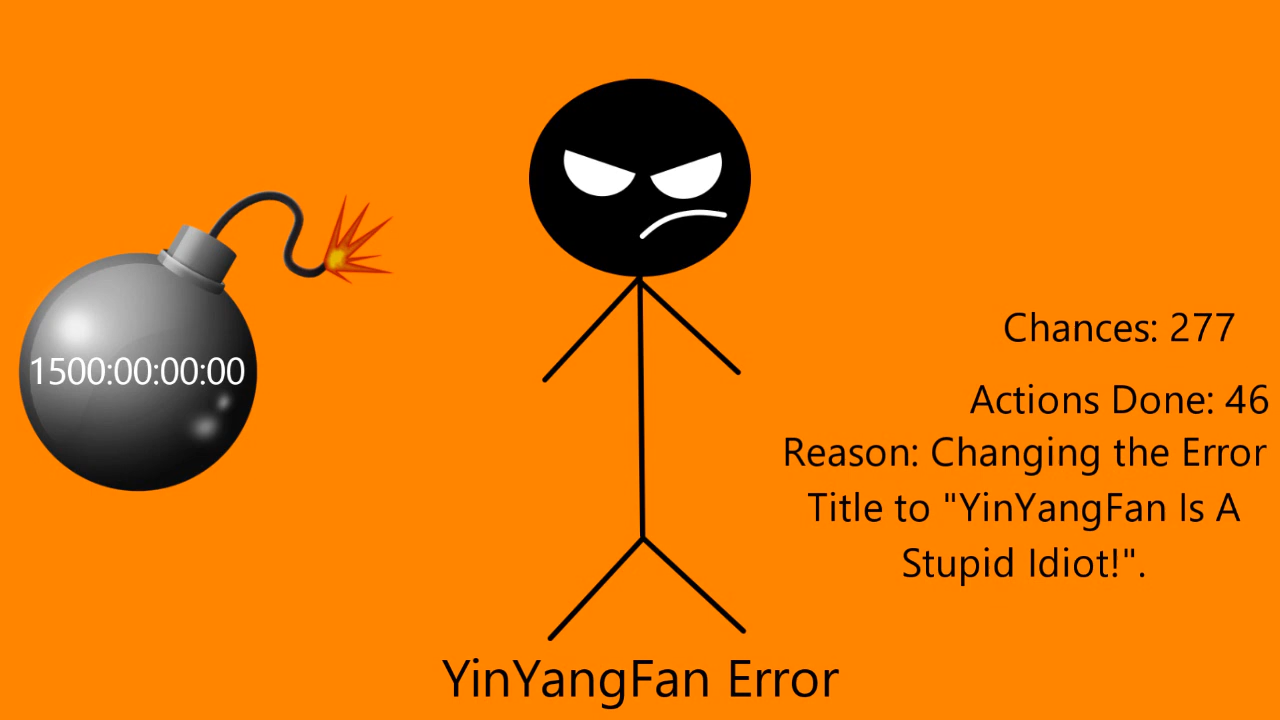 1500:00:00:00
Chances: 277
Actions Done: 46
Reason: Changing the Error
Title to "YinYangFan Is A
Stupid Idiot!".
YinYangFan Error